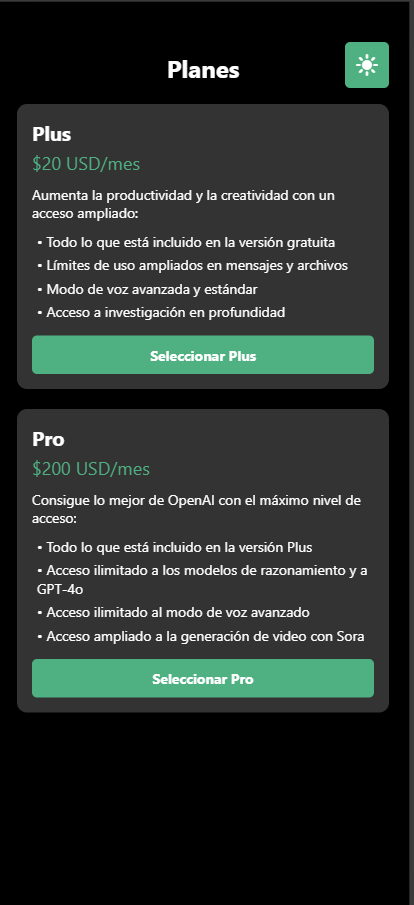 Planes
Plus
$20 USD/mes
Aumenta la productividad y la creatividad con un
acceso ampliado:
• Todo lo que está incluido en la versión gratuita
• Límites de uso ampliados en mensajes y archivos
• Modo de voz avanzada y estándar
• Acceso a investigación en profundidad
Seleccionar Plus
Pro
$200 USD/mes
Consigue lo mejor de OpenAI con el máximo nivel de
acceso:
• Todo lo que está incluido en la versión Plus
• Acceso ilimitado a los modelos de razonamiento y a
GPT-4o
• Acceso ilimitado al modo de voz avanzado
• Acceso ampliado a la generación de video con Sora
Seleccionar Pro